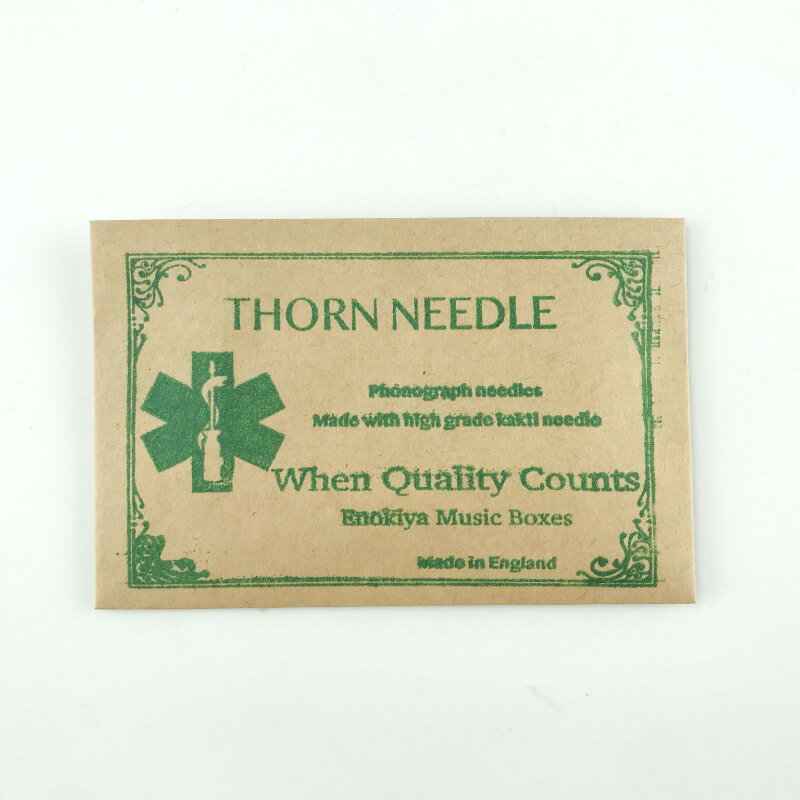 THORN NEEDLE
Phonograph needles
Made with high grade kakti needle
When Quality Counts
Enokiya Music Boxes
Made in England